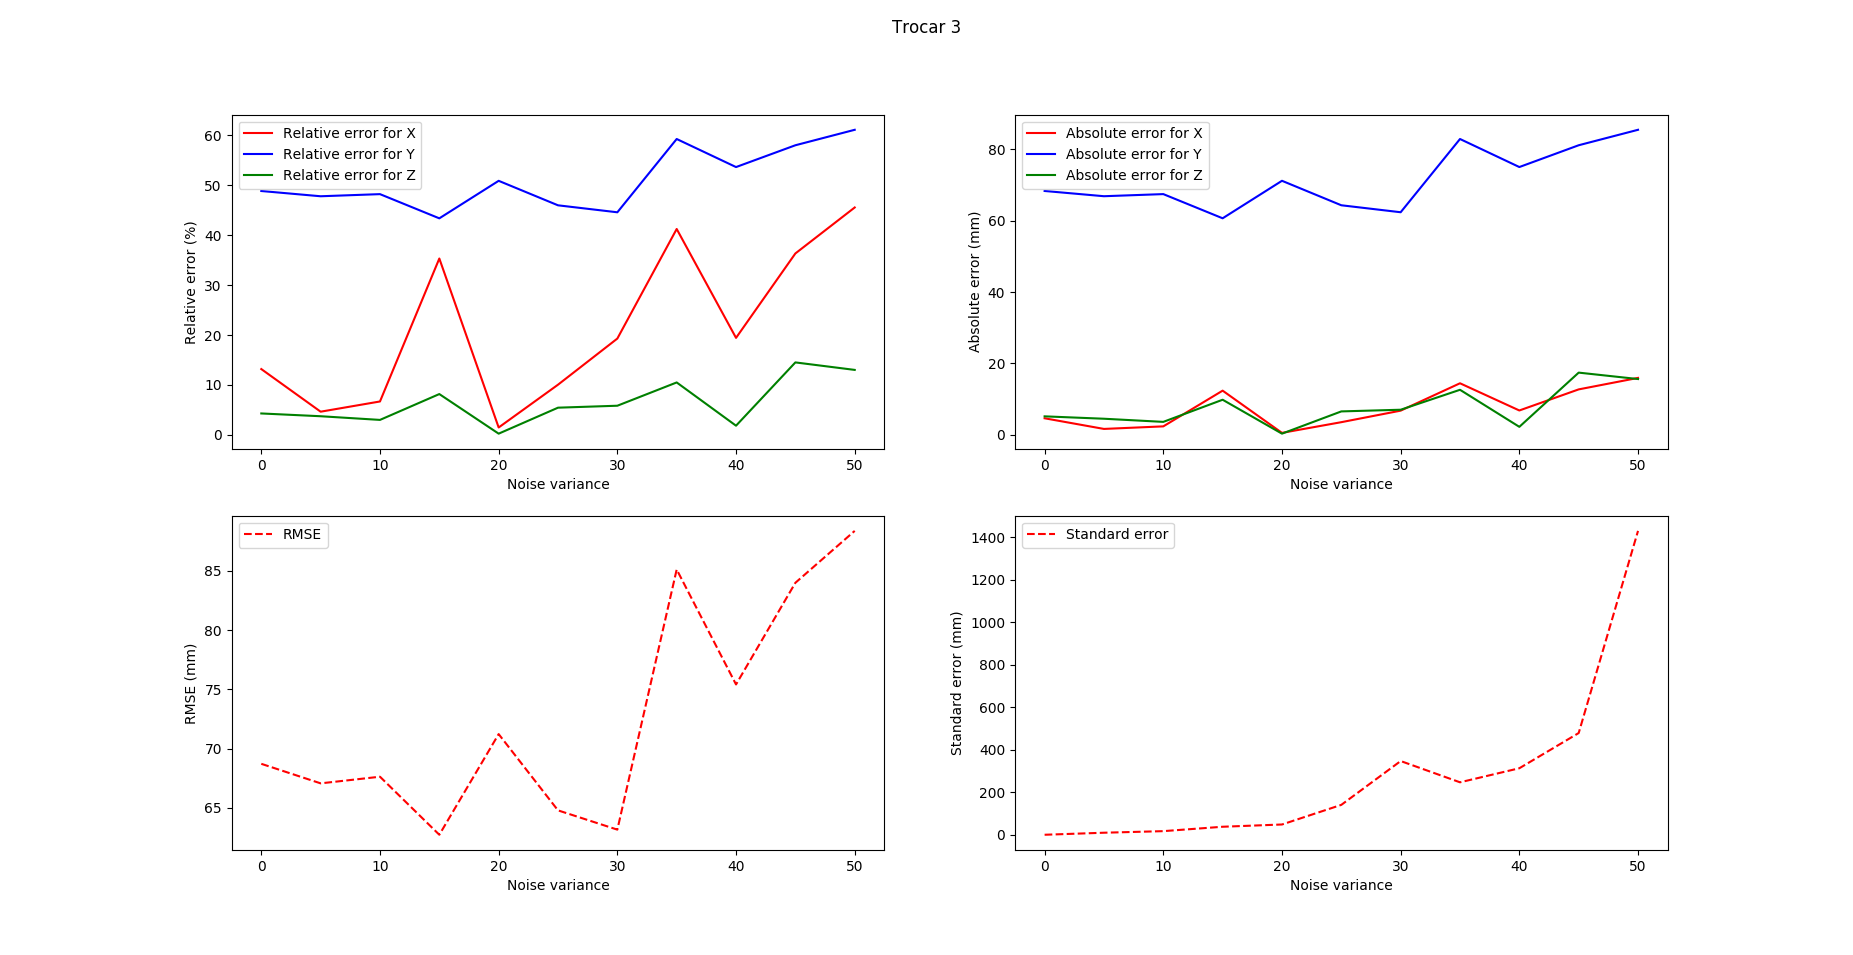 Trocar 3
Relative error for X
Relative error for Y
Relative error for Z
Relative error (%)
60
50
40
30
20
10
0
0 10 20 30 40 50
Noise variance
Absolute error for X
Absolute error for Y
Absolute error for Z
Absolute error (mm)
80
60
40
20
0
0 10 20 30 40 50
Noise variance
RMSE
RMSE (mm)
85
80
75
70
65
0 10 20 30 40 50
Noise variance
Standard error
Standard error (mm)
1400
1200
1000
800
600
400
200
0
0 10 20 30 40 50
Noise variance